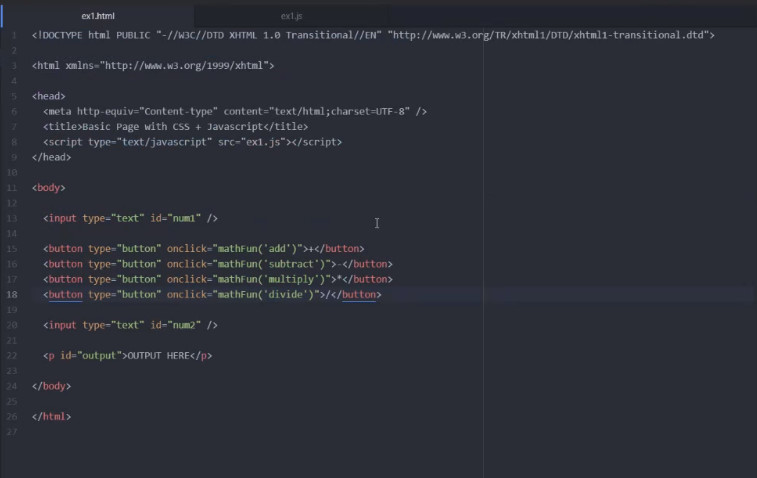 ex1.html
ex1.js
1 <!DOCTYPE html PUBLIC "-//W3C//DTD XHTML 1.0 Transitional//EN" "http://www.w3.org/TR/xhtml1/DTD/xhtml1-transitional.dtd">
2
3 <html xmlns="http://www.w3.org/1999/xhtml">
4
5 <head>
6 <meta http-equiv="Content-type" content="text/html;charset=UTF-8" />
7 <title>Basic Page with CSS + Javascript</title>
8 <script type="text/javascript" src="ex1.js"></script>
9 </head>
10
11 <body>
12
13 <input type="text" id="num1" />
14
15 <button type="button" onclick="mathFun('add')">+</button>
16 <button type="button" onclick="mathFun('subtract')">-</button>
17 <button type="button" onclick="mathFun('multiply')">*</button>
18 <button type="button" onclick="mathFun('divide')">/</button>
19
20 <input type="text" id="num2" />
21
22 <p id="output">OUTPUT HERE</p>
23
24 </body>
25
26 </html>
27